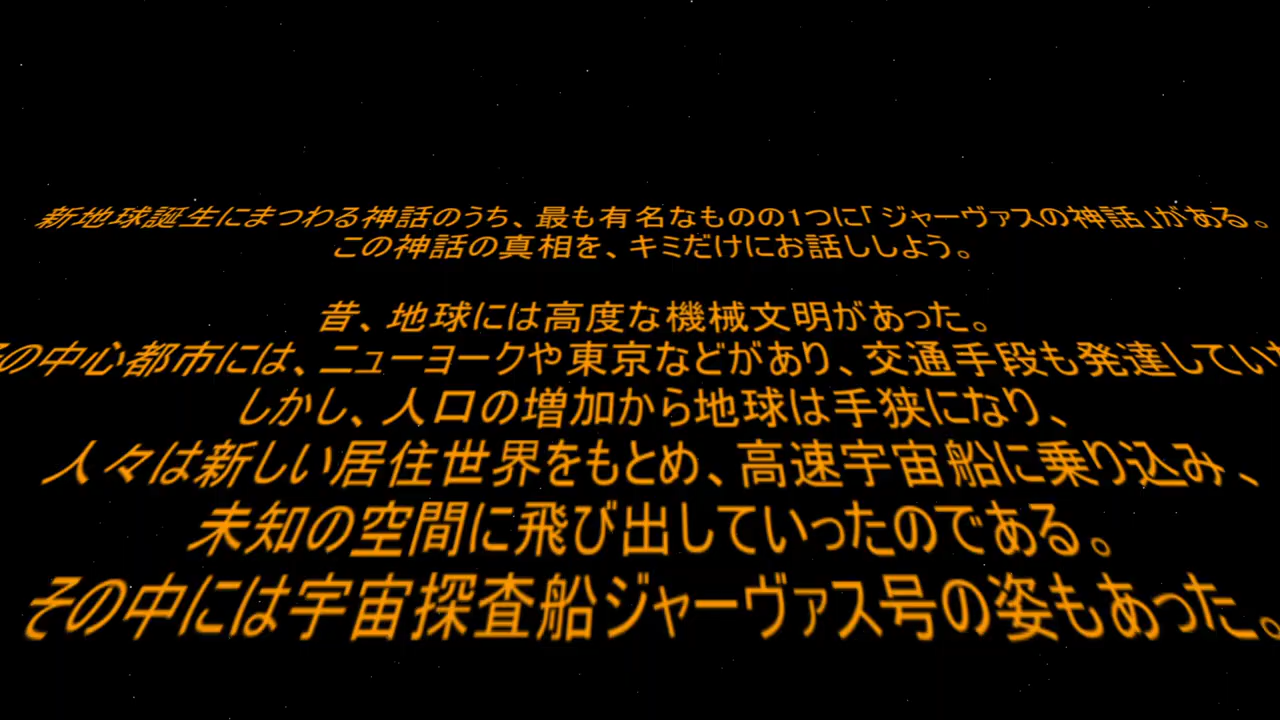 新地球誕生にまつわる神話のうち、最も有名なものの1つに「ジャーヴァスの神話」がある。
この神話の真相を、キミだけにお話ししよう。
昔、地球には高度な機械文明があった。
その中心都市には、ニューヨークや東京などがあり、交通手段も発達していた
しかし、人口の増加から地球は手狭になり、
人々は新しい居住世界をもとめ、高速宇宙船に乗り込み、
未知の空間に飛び出していったのである。
その中には宇宙探査船ジャーヴァス号の姿もあった。